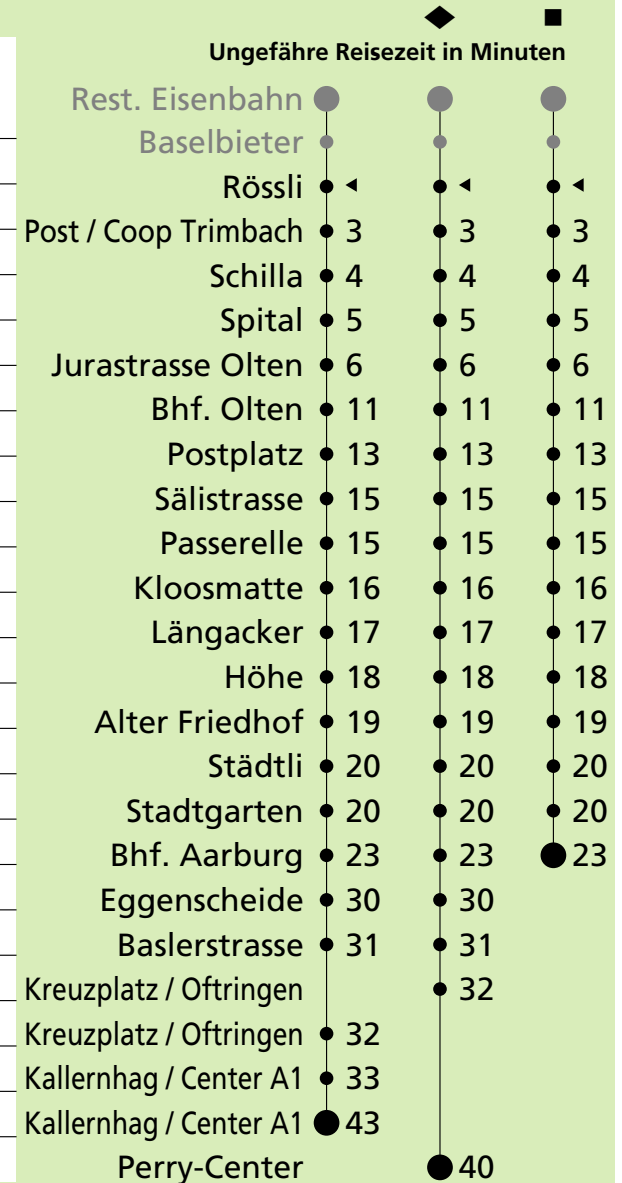 Ungefähre Reisezeit in Minuten
Rest. Eisenbahn
Baselbieter
Rössli
Post / Coop Trimbach 3 3 3
Schilla 4 4 4
Spital 5 5 5
Jurastrasse Olten 6 6 6
Bhf. Olten 11 11 11
Postplatz 13 13 13
Sälistrasse 15 15 15
Passerelle 15 15 15
Kloosmatte 16 16 16
Längacker 17 17 17
Höhe 18 18 18
Alter Friedhof 19 19 19
Städtli 20 20 20
Stadtgarten 20 20 20
Bhf. Aarburg 23 23 23
Eggenscheide 30 30
Baslerstrasse 31 31
Kreuzplatz / Oftringen 32
Kreuzplatz / Oftringen 32
Kallernhag / Center A1 33
Kallernhag / Center A1 43
Perry-Center 40